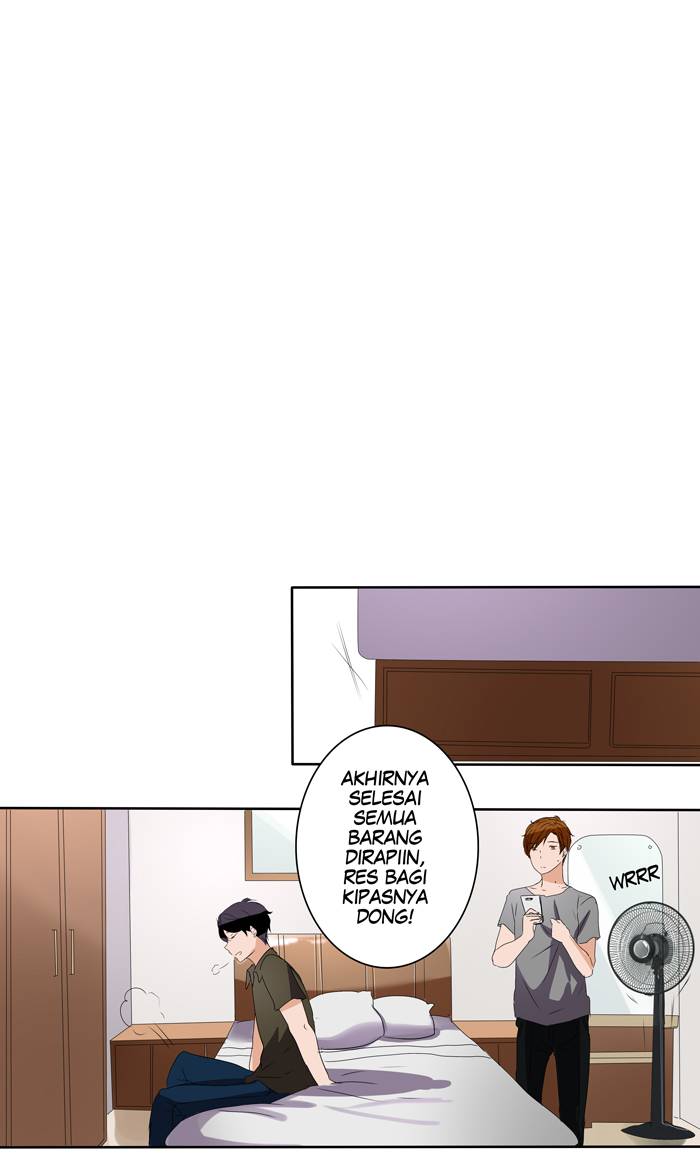 AKHIRNYA
SELESAI
SEMUA
BARANG
DIRAPIIN,
RES BAGI
KIPASNYA
DONG!
WRRR